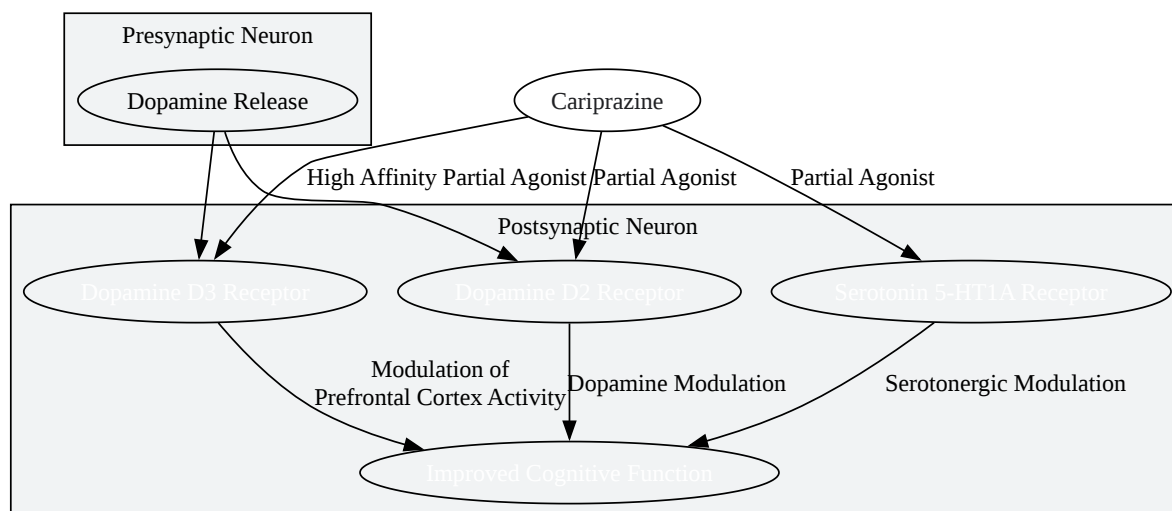 Presynaptic Neuron
Dopamine Release
Cariprazine
High Affinity Partial Agonist
Partial Agonist
Partial Agonist
Postsynaptic Neuron
Dopamine D3 Receptor
Dopamine D2 Receptor
Serotonin 5-HT1A Receptor
Modulation of
Prefrontal Cortex Activity
Dopamine Modulation
Serotonergic Modulation
Improved Cognitive Function